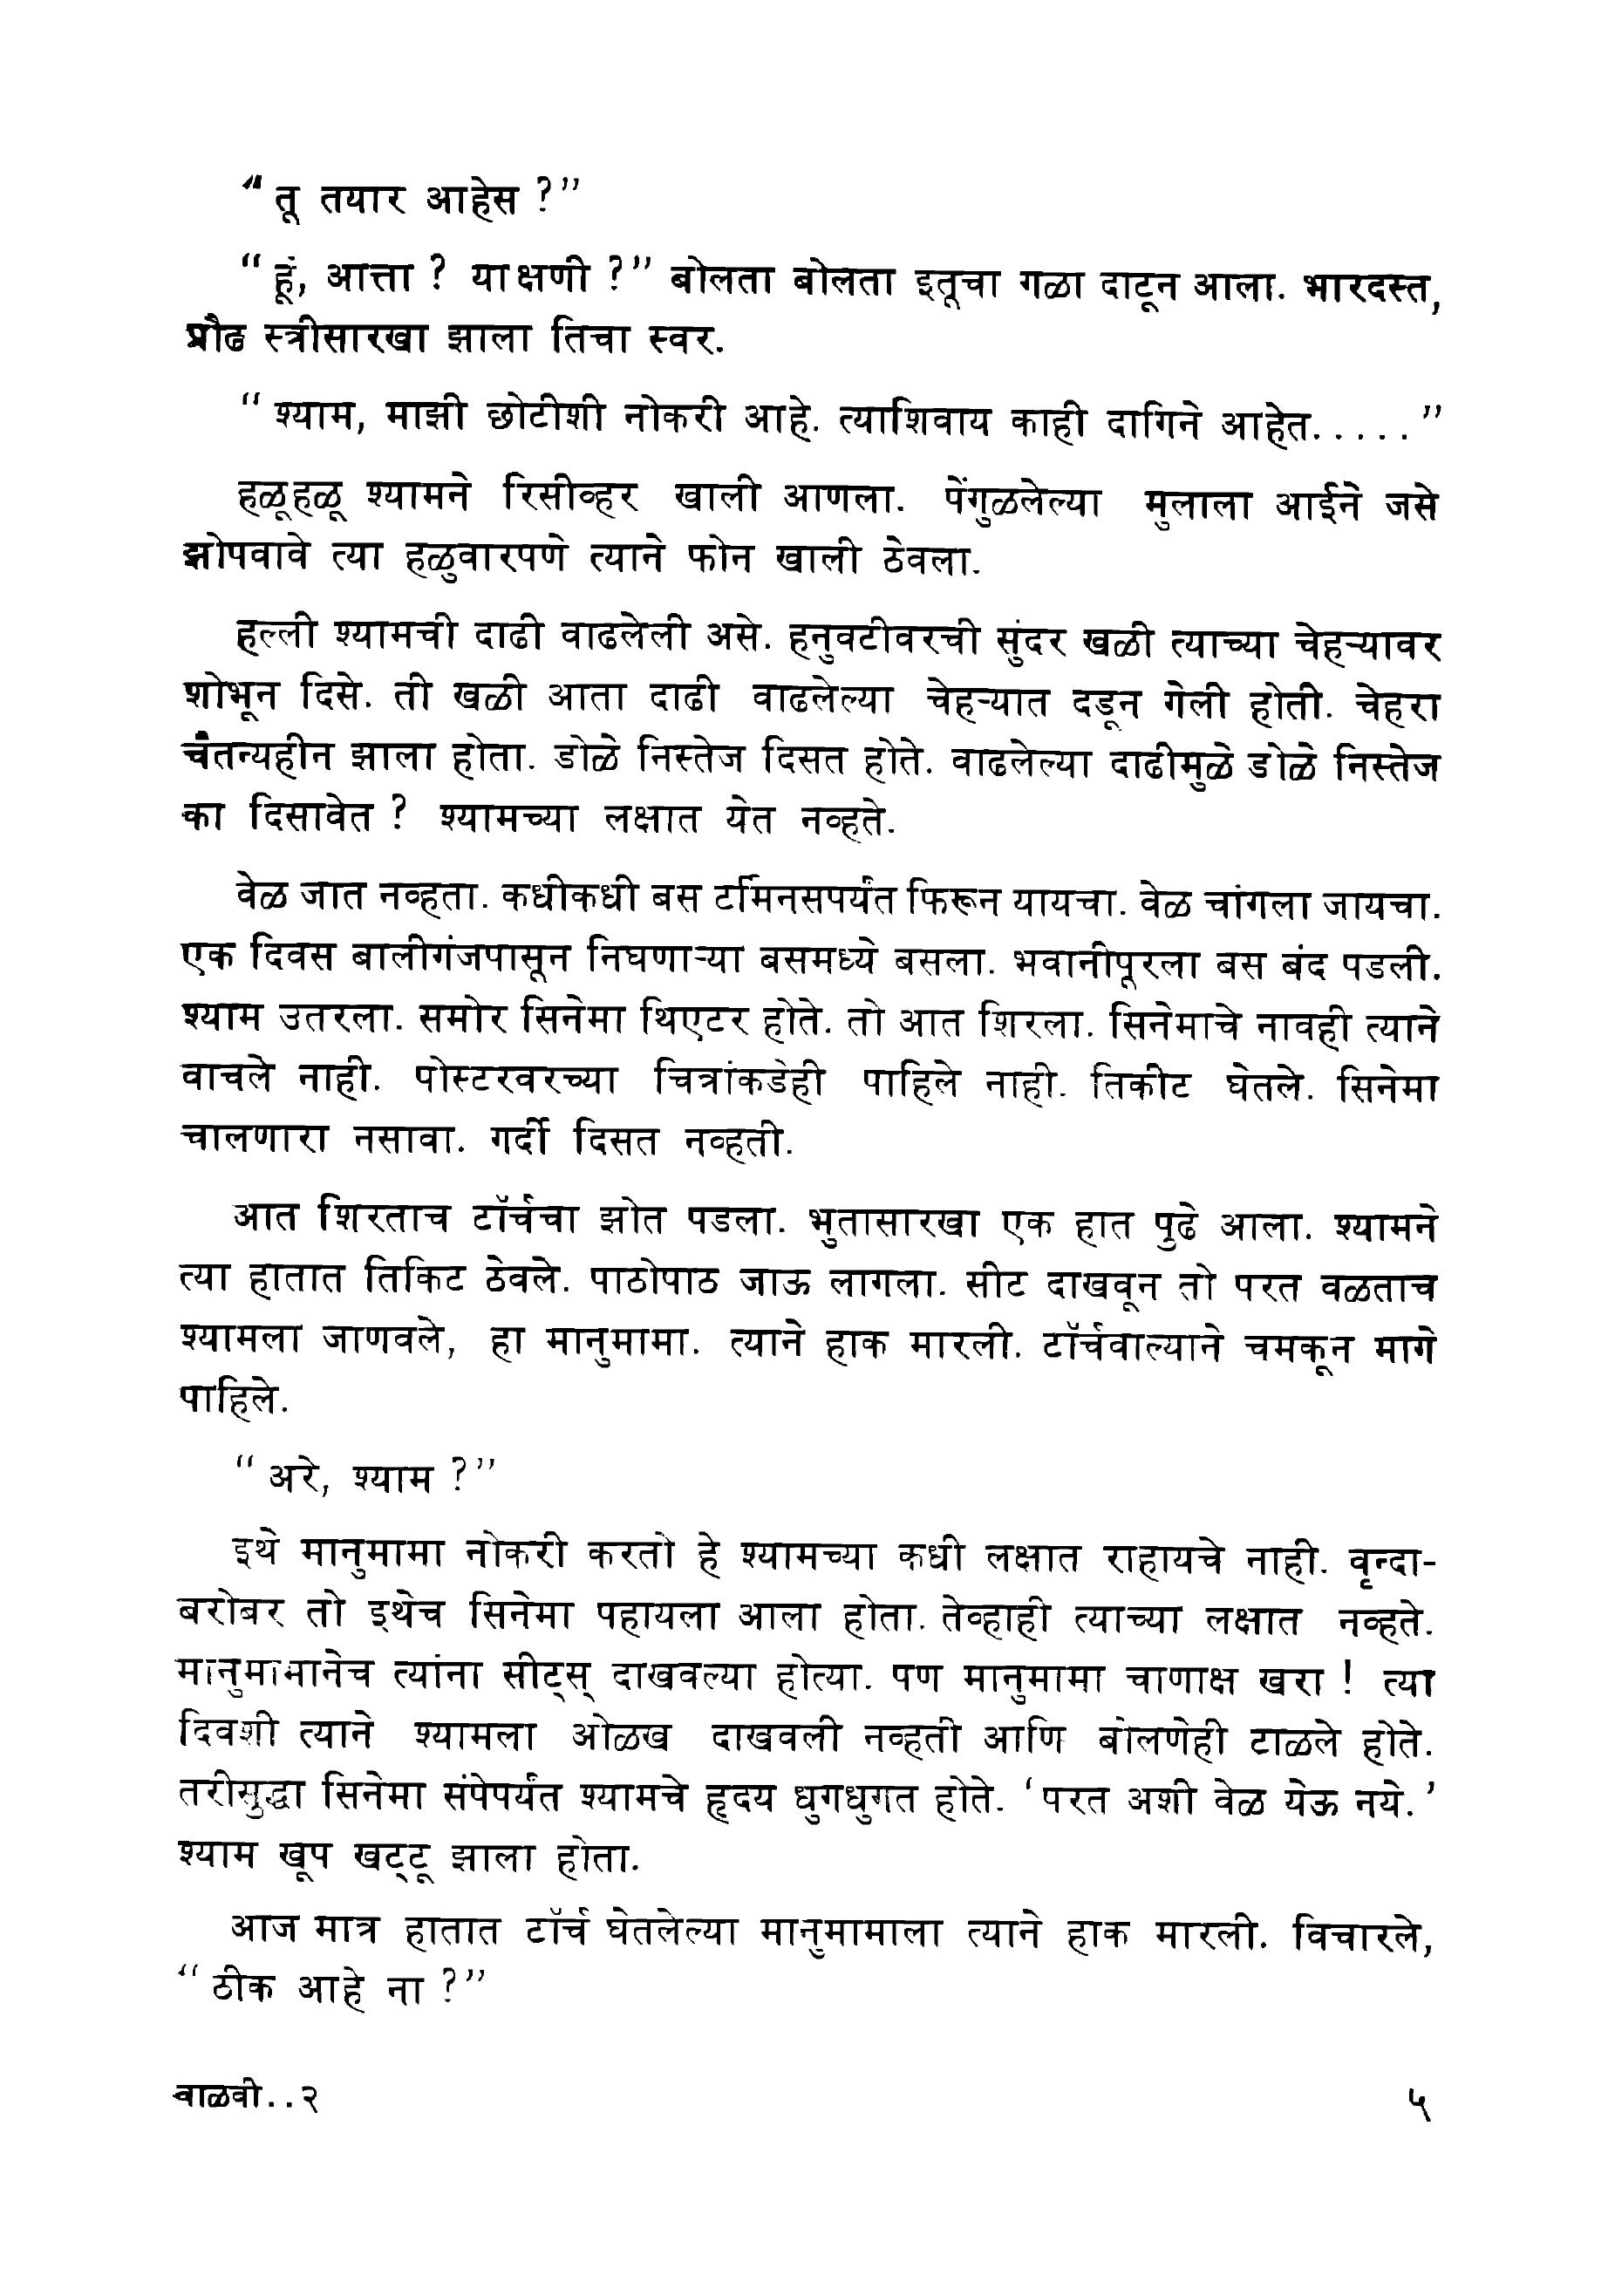 “ तू तयार आहेस ?”
“ हूं, आत्ता ? या क्षणी ?” बोलता बोलता इतूचा गळा दाटून आला. भारदस्त,
प्रौढ स्त्रीसारखा झाला तिचा स्वर.
“ श्याम, माझी छोटीशी नोकरी आहे. त्याशिवाय काही दागिने आहेत. . . . . ”
हळूहळू श्यामने रिसीव्हर खाली आणला. पेंगुळलेल्या मुलाला आईने जसे
झोपवावे त्या हळुवारपणे त्याने फोन खाली ठेवला.
हल्ली श्यामची दाढी वाढलेली असे. हनुवटीवरची सुंदर खळी त्याच्या चेहऱ्यावर
शोभून दिसे. ती खळी आता दाढी वाढलेल्या चेहऱ्यात दडून गेली होती. चेहरा
चैतन्यहीन झाला होता. डोळे निस्तेज दिसत होते. वाढलेल्या दाढीमुळे डोळे निस्तेज
का दिसावेत ? श्यामच्या लक्षात येत नव्हते.
वेळ जात नव्हता. कधीकधी बस टर्मिनसपर्यंत फिरून यायचा. वेळ चांगला जायचा.
एक दिवस बालीगंजपासून निघणाऱ्या बसमध्ये बसला. भवानीपूरला बस बंद पडली.
श्याम उतरला. समोर सिनेमा थिएटर होते. तो आत शिरला. सिनेमाचे नावही त्याने
वाचले नाही. पोस्टरवरच्या चित्रांकडेही पाहिले नाही. तिकीट घेतले. सिनेमा
चालणारा नसावा. गर्दी दिसत नव्हती.
आत शिरताच टॉर्चचा झोत पडला. भुतासारखा एक हात पुढे आला. श्यामने
त्या हातात तिकिट ठेवले. पाठोपाठ जाऊ लागला. सीट दाखवून तो परत वळताच
श्यामला जाणवले, हा मानुमामा. त्याने हाक मारली. टॉर्चवाल्याने चमकून मागे
पाहिले.
“ अरे, श्याम ?”
इथे मानुमामा नोकरी करतो हे श्यामच्या कधी लक्षात राहायचे नाही. वृन्दा-
बरोबर तो इथेच सिनेमा पहायला आला होता. तेव्हाही त्याच्या लक्षात नव्हते.
मानुमामानेच त्यांना सीट्स् दाखवल्या होत्या. पण मानुमामा चाणाक्ष खरा ! त्या
दिवशी त्याने श्यामला ओळख दाखवली नव्हती आणि बोलणेही टाळले होते.
तरीसुद्धा सिनेमा संपेपर्यंत श्यामचे हृदय धुगधुगत होते. ‘ परत अशी वेळ येऊ नये. ’
श्याम खूप खट्टू झाला होता.
आज मात्र हातात टॉर्च घेतलेल्या मानुमामाला त्याने हाक मारली. विचारले,
“ ठीक आहे ना ?”
वाळवी. . २
५